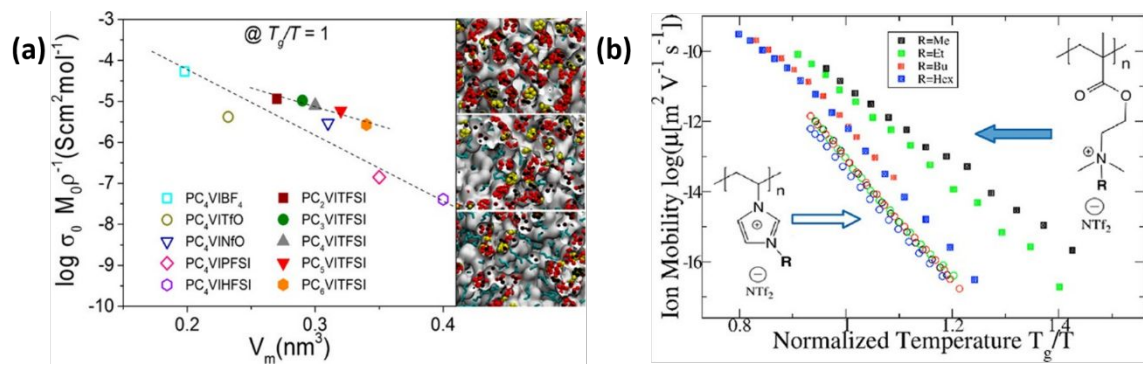 (a)
@ Tg/T = 1
log σ0 M0ρ-1(Scm2mol-1)
-3
-4
-5
-6
-7
-8
-9
-10
PC4VIBF4
PC4VITfO
PC4VINfO
PC4VIPFSI
PC4VIHFSI
PC2VITFSI
PC3VITFSI
PC4VITFSI
PC5VITFSI
PC6VITFSI
0.2 0.3 0.4
Vm(nm3)
(b)
Ion Mobility log(μ[m2 V-1 s-1]
-10
-12
-14
-16
R=Me
R=Et
R=Bu
R=Hex
n
O
O
N
⊕
R
⊖
NTf2
n
N
⊕
N
R
⊖
NTf2
0.8 1 1.2 1.4
Normalized Temperature Tg/T